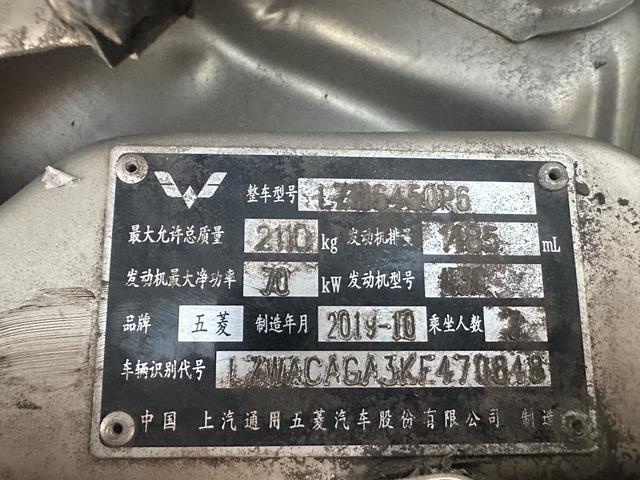 整车型号 LZW6450P6
最大允许总质量 2110 kg 发动机排量 1485 mL
发动机最大净功率 70 kW 发动机型号
品牌 五菱 制造年月 2019-10 乘坐人数 7
车辆识别代号 LZWACAGA3KF470848
中国 上汽通用五菱汽车股份有限公司 制造